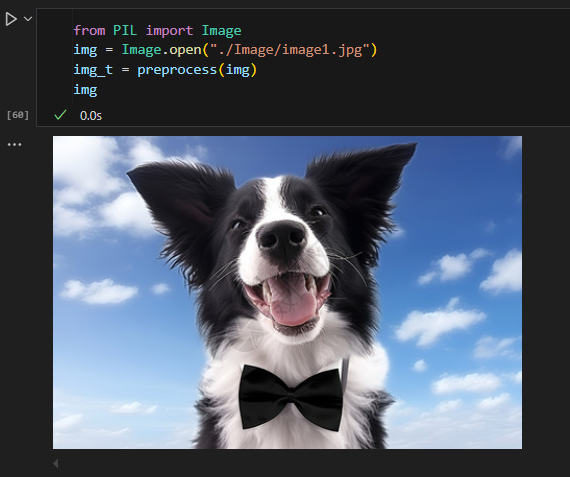 from PIL import Image
img = Image.open("./Image/image1.jpg")
img_t = preprocess(img)
img
[60]
0.0s